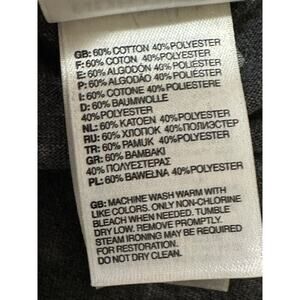 GB: 60% COTTON 40%POLYESTER
F: 60% COTON 40%POLYESTER
E: 60% ALGODÓN 40%POLIESTER
P: 60% ALGODÃO 40%POLIESTER
I: 60% COTONE 40%POLIESTERE
D: 60% BAUMWOLLE
40%POLYESTER
NL: 60% KATOEN 40%POLYESTER
RU: 60% ХЛОПОК 40%ПОЛИЭСТЕР
TR: 60% PAMUK 40%POLYESTER
GR: 60% BAMBAKI
40% ΠΟΛΥΕΣΤΕΡΑΣ
PL: 60% BAWEŁNA 40%POLYESTER
GB: MACHINE WASH WARM WITH
LIKE COLORS. ONLY NON-CHLORINE
BLEACH WHEN NEEDED. TUMBLE
DRY LOW. REMOVE PROMPTLY.
STEAM IRONING MAY BE REQUIRED
FOR RESTORATION.
DO NOT DRY CLEAN.